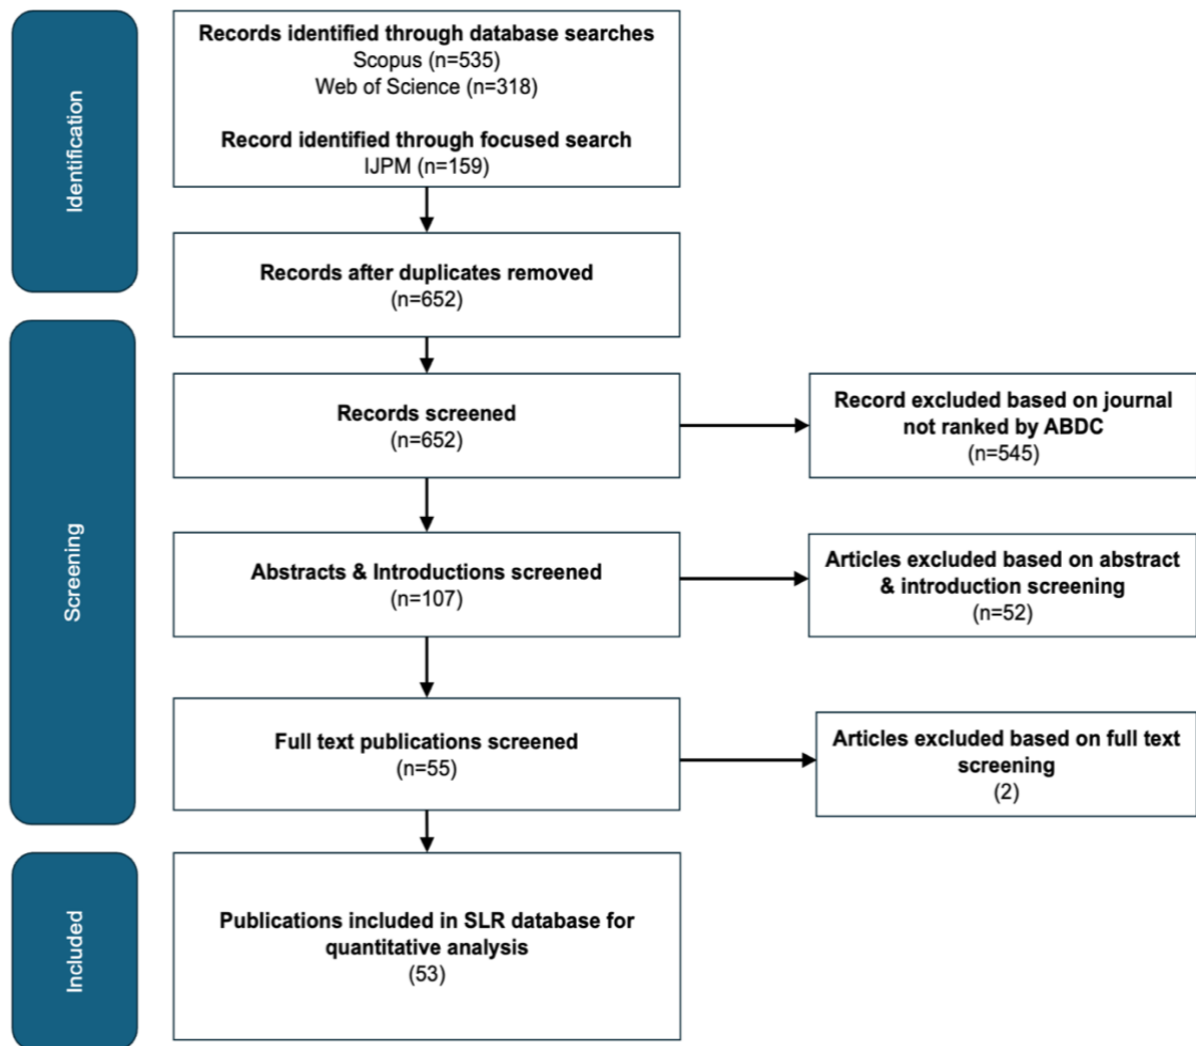 Identification
Records identified through database searches
Scopus (n=535)
Web of Science (n=318)
Record identified through focused search
IJPM (n=159)
Records after duplicates removed
(n=652)
Screening
Records screened
(n=652)
Record excluded based on journal
not ranked by ABDC
(n=545)
Abstracts & Introductions screened
(n=107)
Articles excluded based on abstract
& introduction screening
(n=52)
Full text publications screened
(n=55)
Articles excluded based on full text
screening
(2)
Included
Publications included in SLR database for
quantitative analysis
(53)